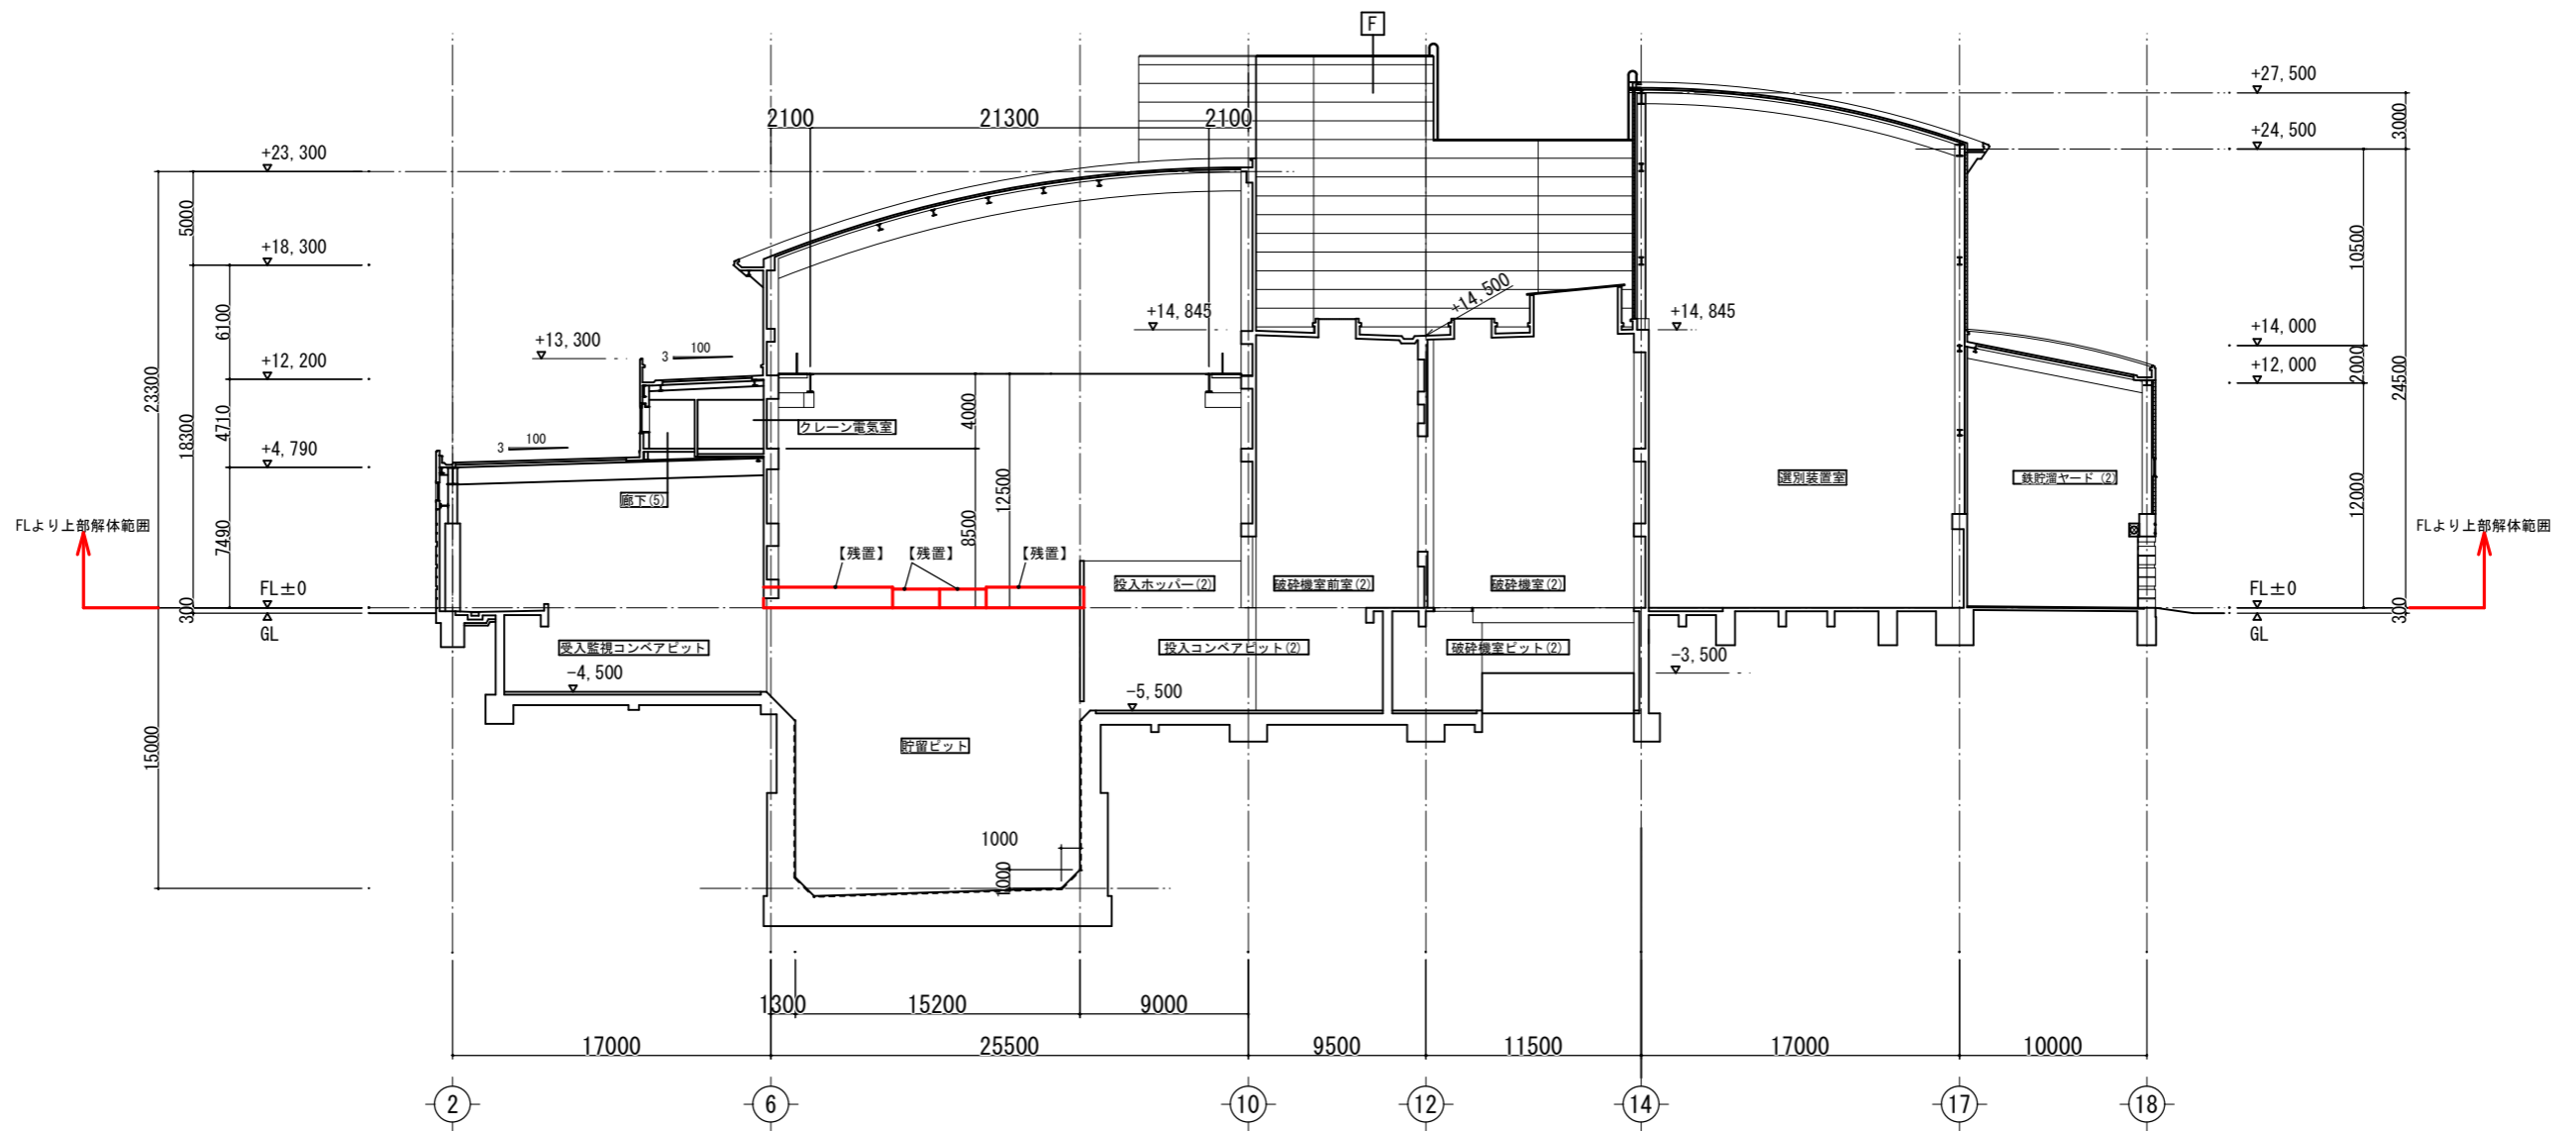 F
+27,500
2100
21300
2100
3000
+24,500
+23,300
5000
+18,300
10500
+14,500
+14,845
+14,845
6100
+14,000
+13,300
3
100
+12,200
2000
+12,000
23300
18300
4710
24500
4000
クレーン電気室
3
100
+4,790
廊下(5)
12500
選別装置室
鉄貯溜ヤード(2)
12000
8500
7490
FLより上部解体範囲
FLより上部解体範囲
【残置】
【残置】
【残置】
投入ホッパー(2)
破砕機室前室(2)
破砕機室(2)
FL±0
FL±0
300
300
GL
GL
受入監視コンベアピット
投入コンベアピット(2)
破砕機室ピット(2)
-4,500
-3,500
-5,500
15000
貯留ピット
1000
1000
1300
15200
9000
17000
25500
9500
11500
17000
10000
2
6
10
12
14
17
18